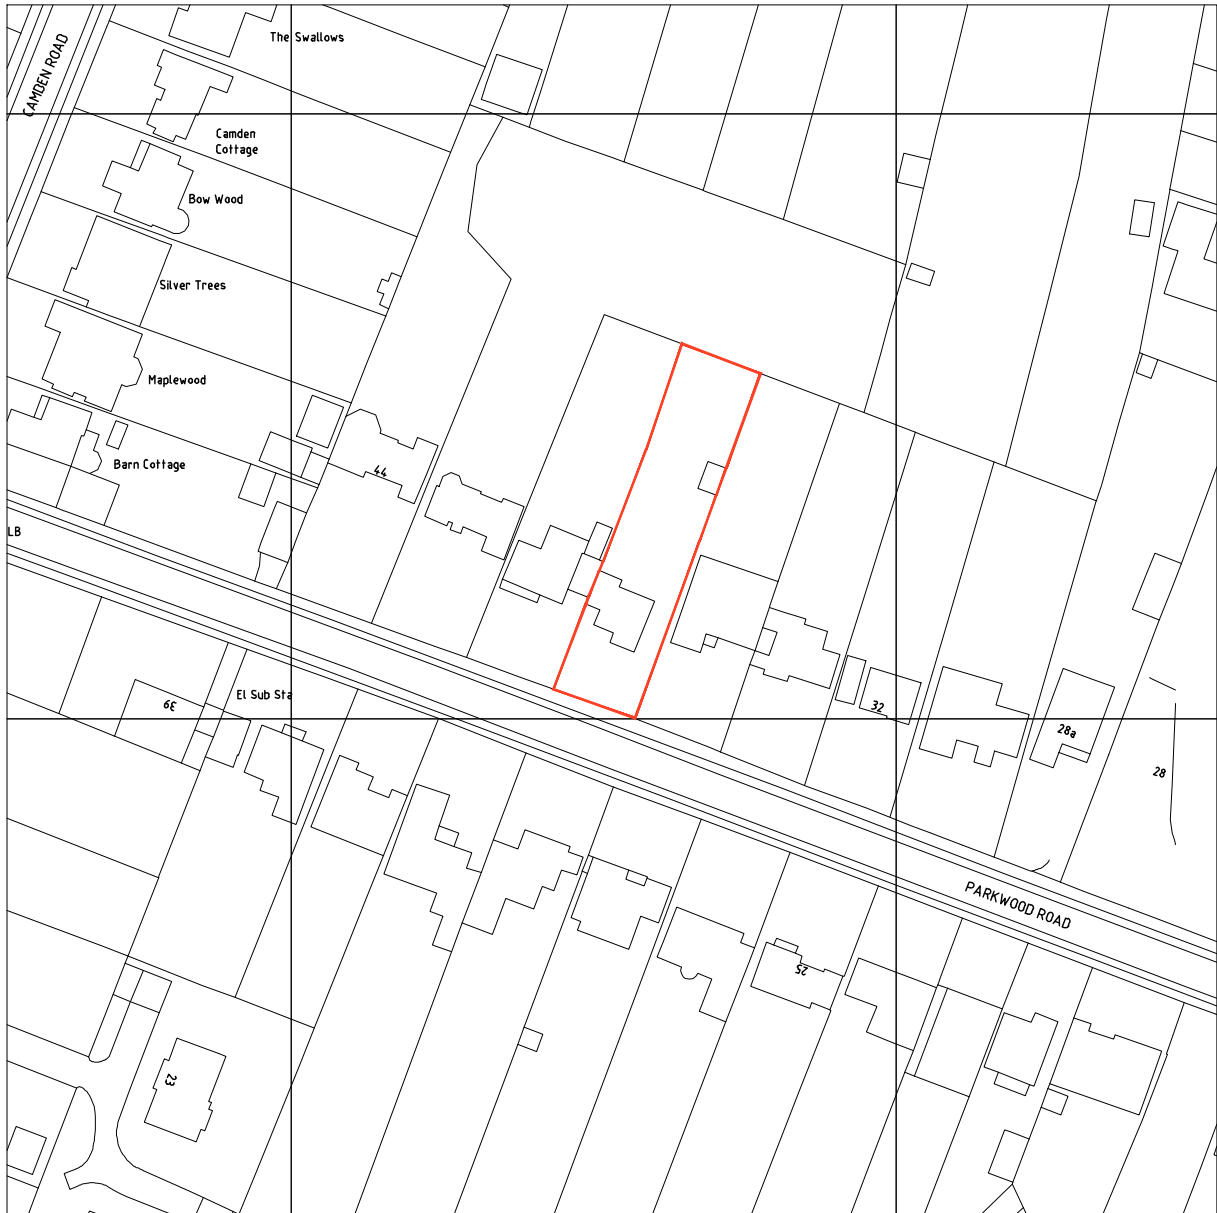 The Swallows
CAMDEN ROAD
Camden
Cottage
Bow Wood
Silver Trees
Maplewood
Barn Cottage
44
LB
El Sub Sta
39
32
28a
28
PARKWOOD ROAD
25
23